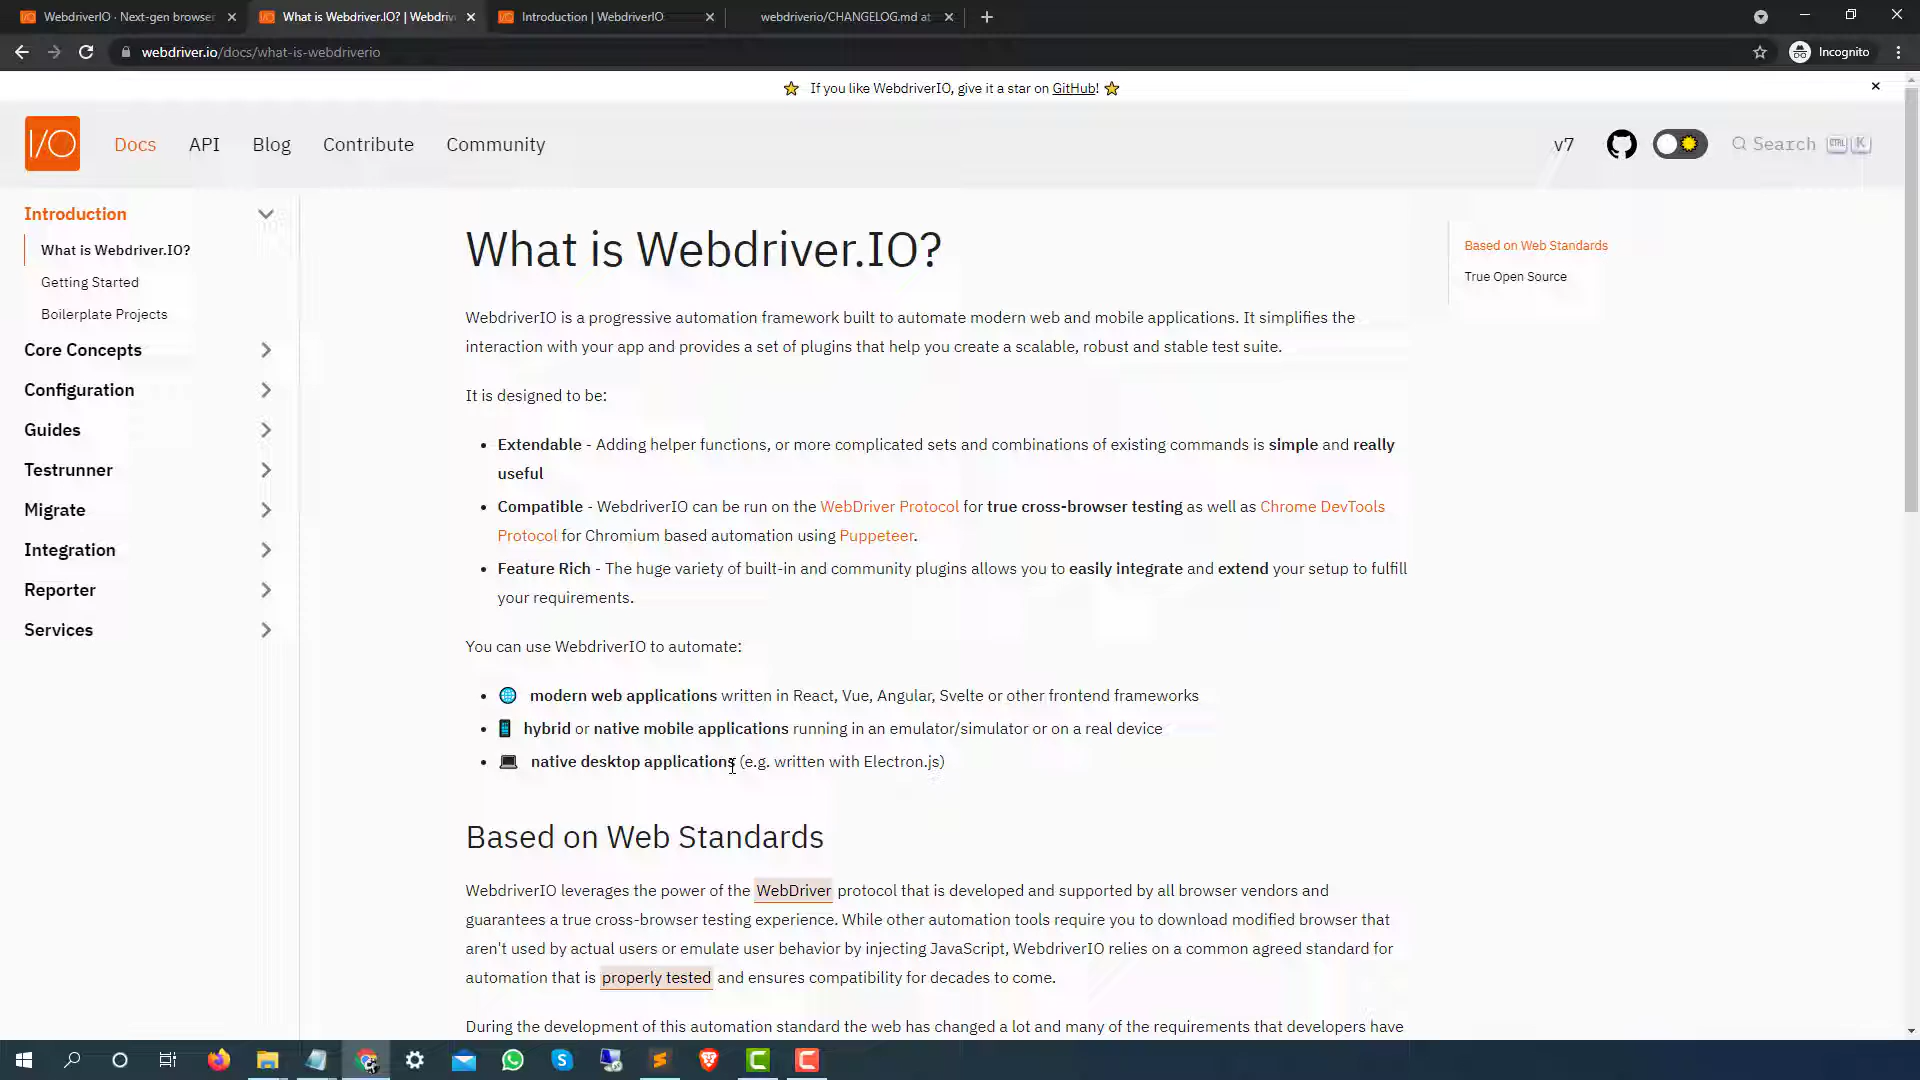 WebdriverIO · Next-gen browser
What is Webdriver.IO? | Webdriv
Introduction | WebdriverIO
webdriverio/CHANGELOG.md at
webdriver.io/docs/what-is-webdriverio
Incognito
If you like WebdriverIO, give it a star on GitHub!
I/O
Docs
API
Blog
Contribute
Community
v7
Search
CTRL
K
Introduction
What is Webdriver.IO?
Getting Started
Boilerplate Projects
Core Concepts
Configuration
Guides
Testrunner
Migrate
Integration
Reporter
Services
What is Webdriver.IO?
WebdriverIO is a progressive automation framework built to automate modern web and mobile applications. It simplifies the
interaction with your app and provides a set of plugins that help you create a scalable, robust and stable test suite.
It is designed to be:
Extendable - Adding helper functions, or more complicated sets and combinations of existing commands is simple and really
useful
Compatible - WebdriverIO can be run on the WebDriver Protocol for true cross-browser testing as well as Chrome DevTools
Protocol for Chromium based automation using Puppeteer.
Feature Rich - The huge variety of built-in and community plugins allows you to easily integrate and extend your setup to fulfill
your requirements.
You can use WebdriverIO to automate:
modern web applications written in React, Vue, Angular, Svelte or other frontend frameworks
hybrid or native mobile applications running in an emulator/simulator or on a real device
native desktop applications (e.g. written with Electron.js)
Based on Web Standards
WebdriverIO leverages the power of the WebDriver protocol that is developed and supported by all browser vendors and
guarantees a true cross-browser testing experience. While other automation tools require you to download modified browser that
aren't used by actual users or emulate user behavior by injecting JavaScript, WebdriverIO relies on a common agreed standard for
automation that is properly tested and ensures compatibility for decades to come.
During the development of this automation standard the web has changed a lot and many of the requirements that developers have
Based on Web Standards
True Open Source